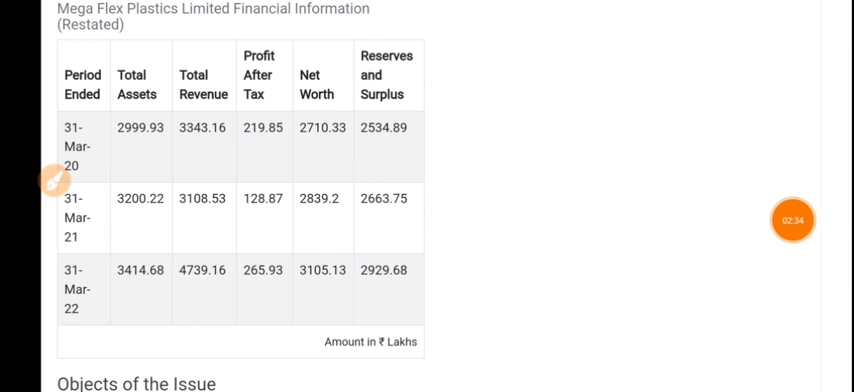 Mega Flex Plastics Limited Financial Information
(Restated)
Period Ended Total Assets Total Revenue Profit After Tax Net Worth Reserves and Surplus
31-Mar-20 2999.93 3343.16 219.85 2710.33 2534.89
31-Mar-21 3200.22 3108.53 128.87 2839.2 2663.75
31-Mar-22 3414.68 4739.16 265.93 3105.13 2929.68
Amount in ₹ Lakhs
Objects of the Issue
02:34